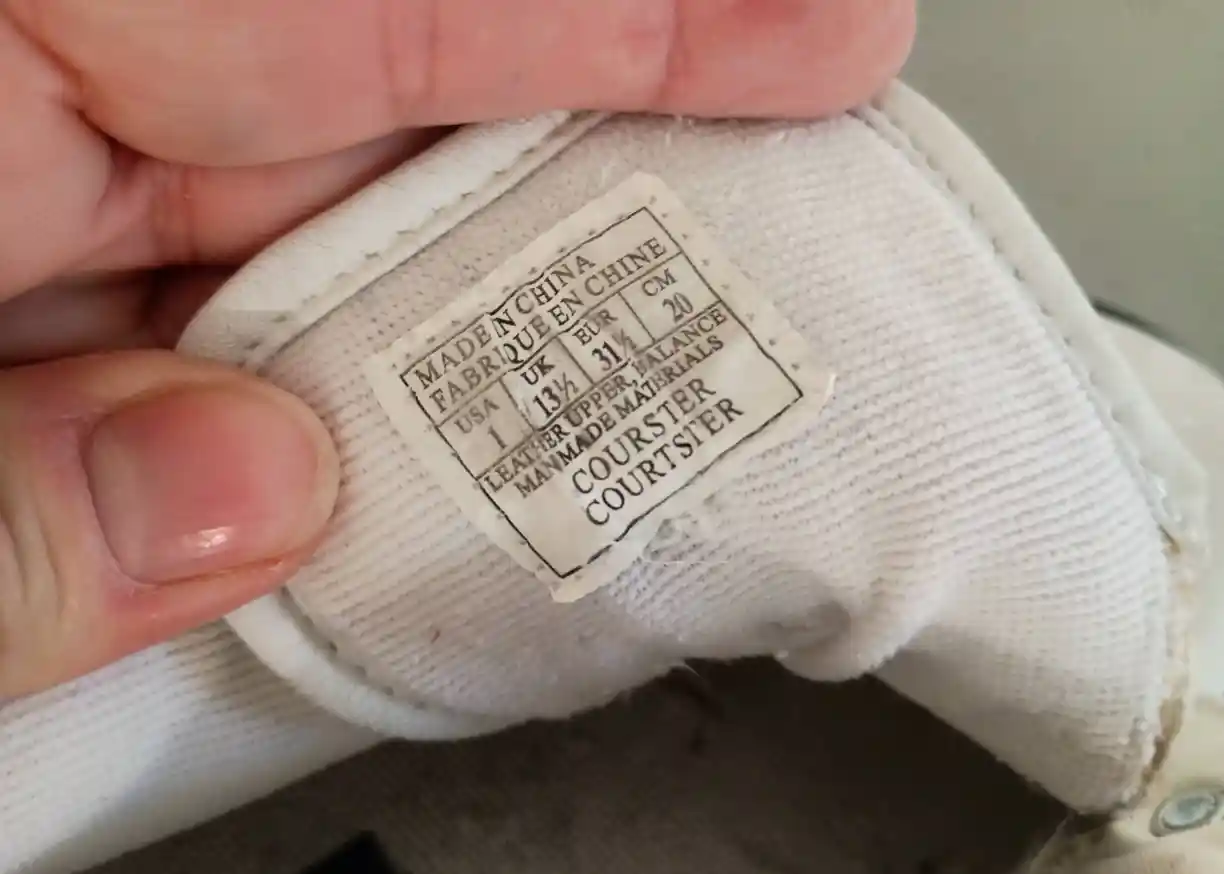 MADE IN CHINA
FABRIQUE EN CHINE
USA UK EUR CM
1 13½ 31½ 20
LEATHER UPPER, BALANCE
MANMADE MATERIALS
COURSTER
COURTSTER